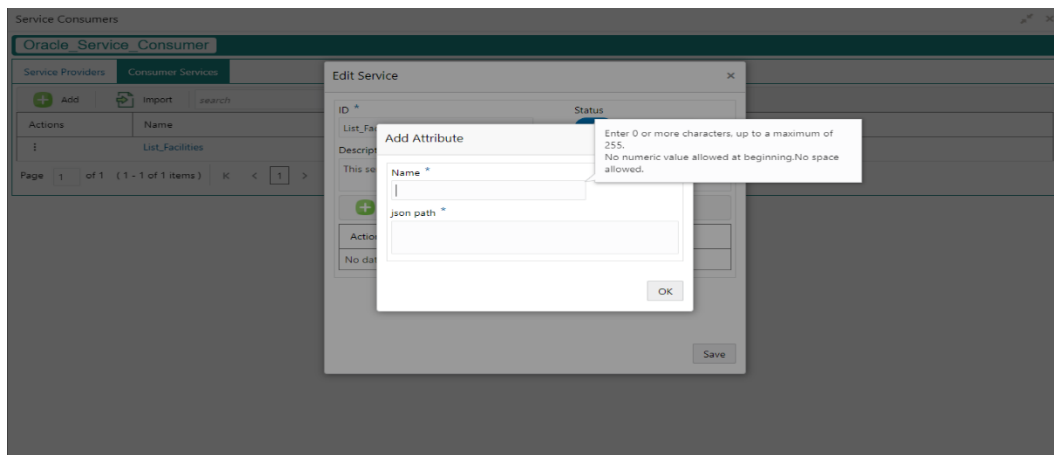 Service Consumers
Oracle_Service_Consumer
Service Providers Consumer Services
Add Import search
Actions Name
List_Facilities
Page 1 of 1 (1-1 of 1 items) K < 1 >
Edit Service ×
ID * Status
List_Fac
Descript
This se
Action
No dat
Save
Add Attribute
Name *
json path *
OK
Enter 0 or more characters, up to a maximum of
255.
No numeric value allowed at beginning.No space
allowed.